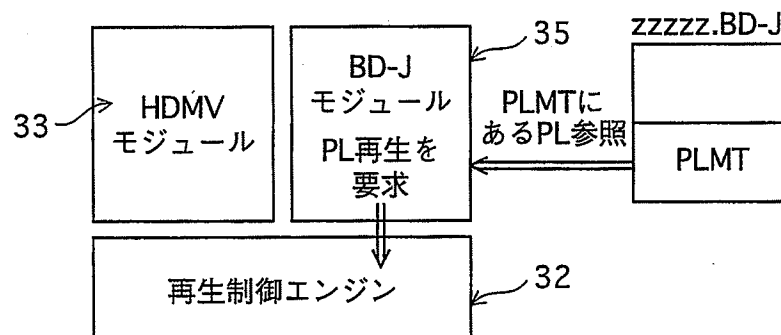 33
HDMV
モジュール
BD-J
モジュール
PL再生を
要求
35
PLMTに
あるPL参照
zzzzz.BD-J
PLMT
再生制御エンジン
32